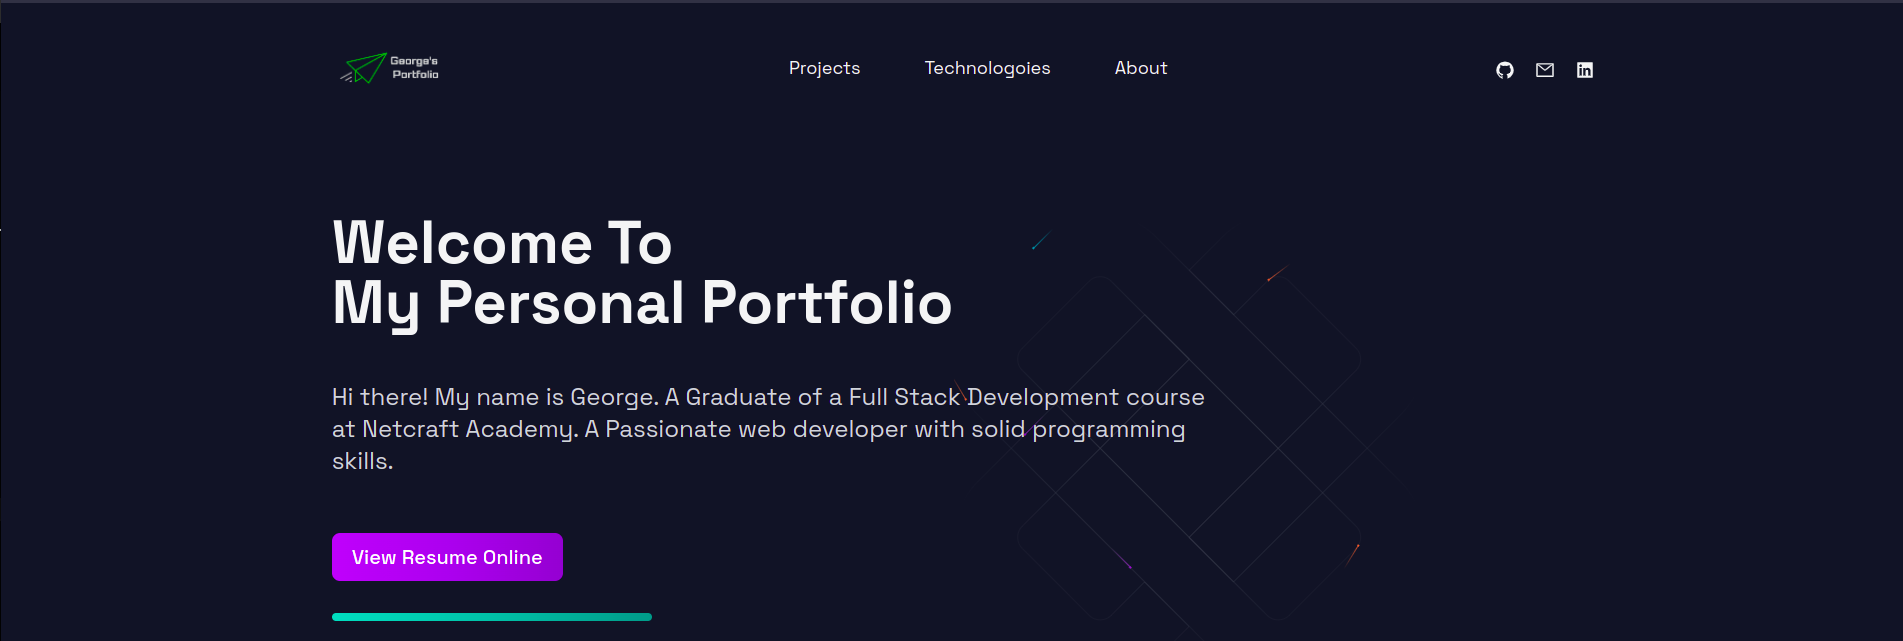 George's
Portfolio
Projects
Technologoies
About
Welcome To
My Personal Portfolio
Hi there! My name is George. A Graduate of a Full Stack Development course
at Netcraft Academy. A Passionate web developer with solid programming
skills.
View Resume Online